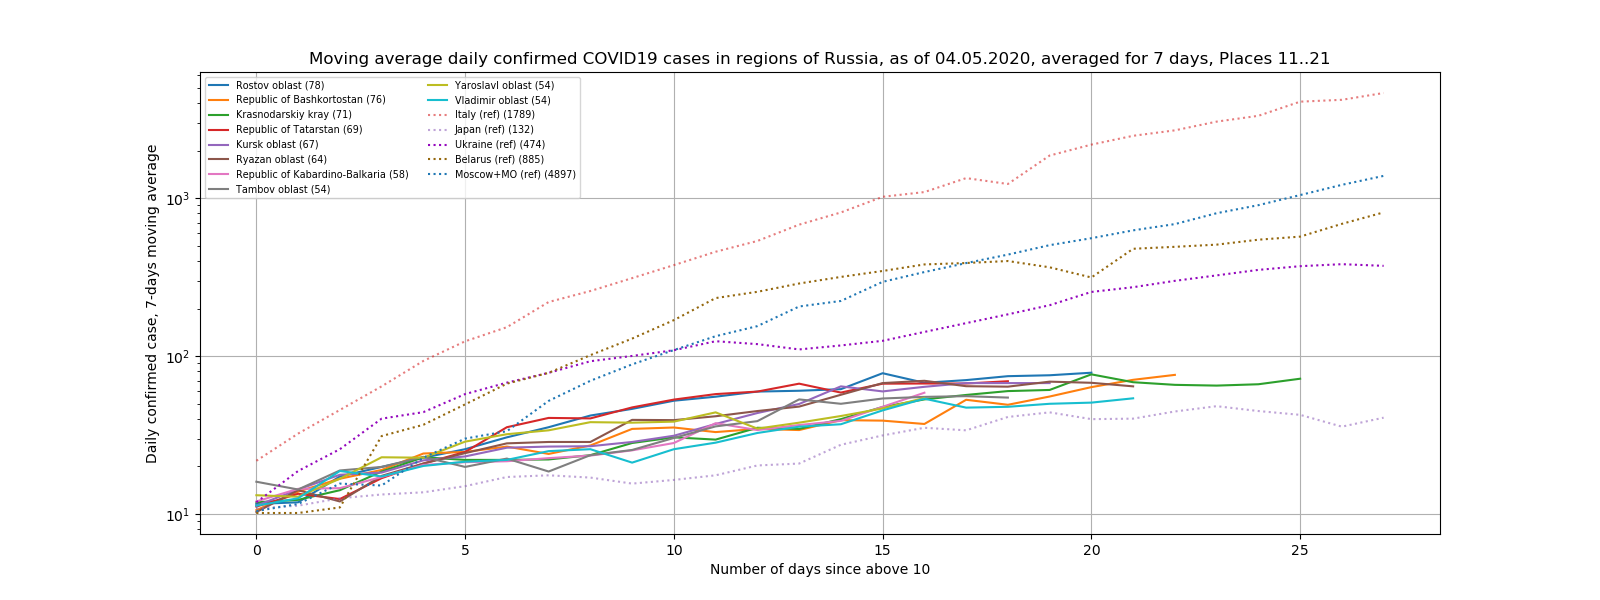 Moving average daily confirmed COVID19 cases in regions of Russia, as of 04.05.2020, averaged for 7 days, Places 11..21
Rostov oblast (78)
Republic of Bashkortostan (76)
Krasnodarskiy kray (71)
Republic of Tatarstan (69)
Kursk oblast (67)
Ryazan oblast (64)
Republic of Kabardino-Balkaria (58)
Tambov oblast (54)
Yaroslavl oblast (54)
Vladimir oblast (54)
Italy (ref) (1789)
Japan (ref) (132)
Ukraine (ref) (474)
Belarus (ref) (885)
Moscow+MO (ref) (4897)
Daily confirmed case, 7-days moving average
10³
10²
10¹
0 5 10 15 20 25
Number of days since above 10